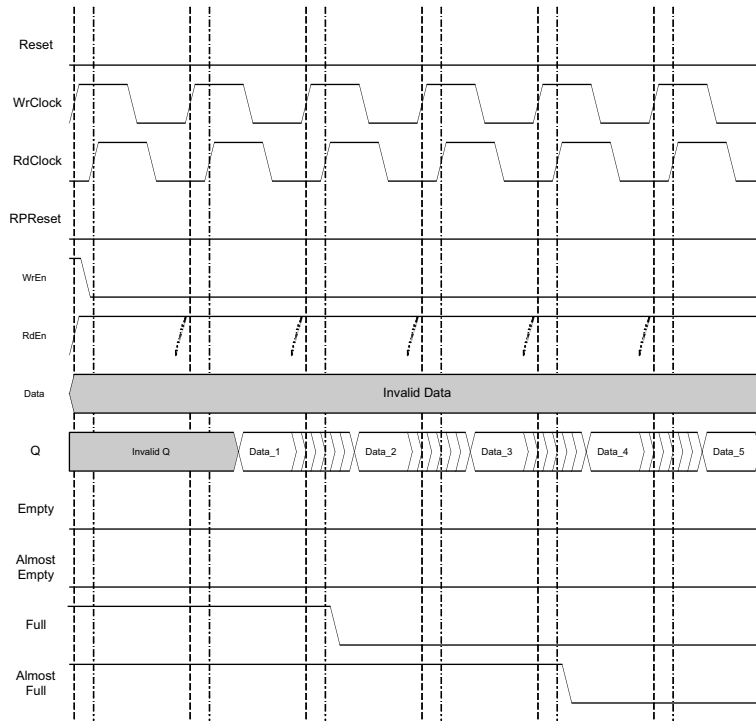 Reset
WrClock
RdClock
RPReset
WrEn
RdEn
Data
Invalid Data
Q
Invalid Q
Data_1
Data_2
Data_3
Data_4
Data_5
Empty
Almost
Empty
Full
Almost
Full